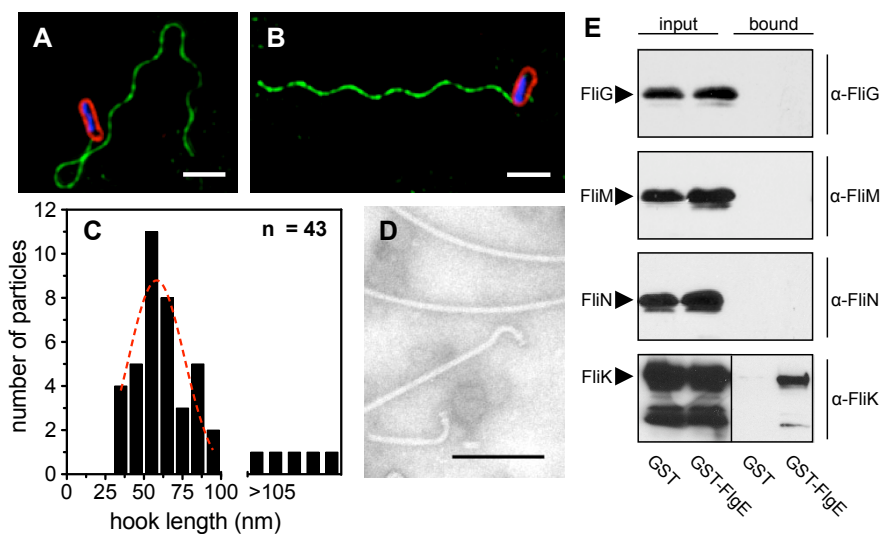 A
B
C
n = 43
number of particles
12
10
8
6
4
2
0
0
25
50
75
100
>105
hook length (nm)
D
E
input
bound
FliG
α-FliG
FliM
α-FliM
FliN
α-FliN
FliK
α-FliK
GST
GST-FlgE
GST
GST-FlgE